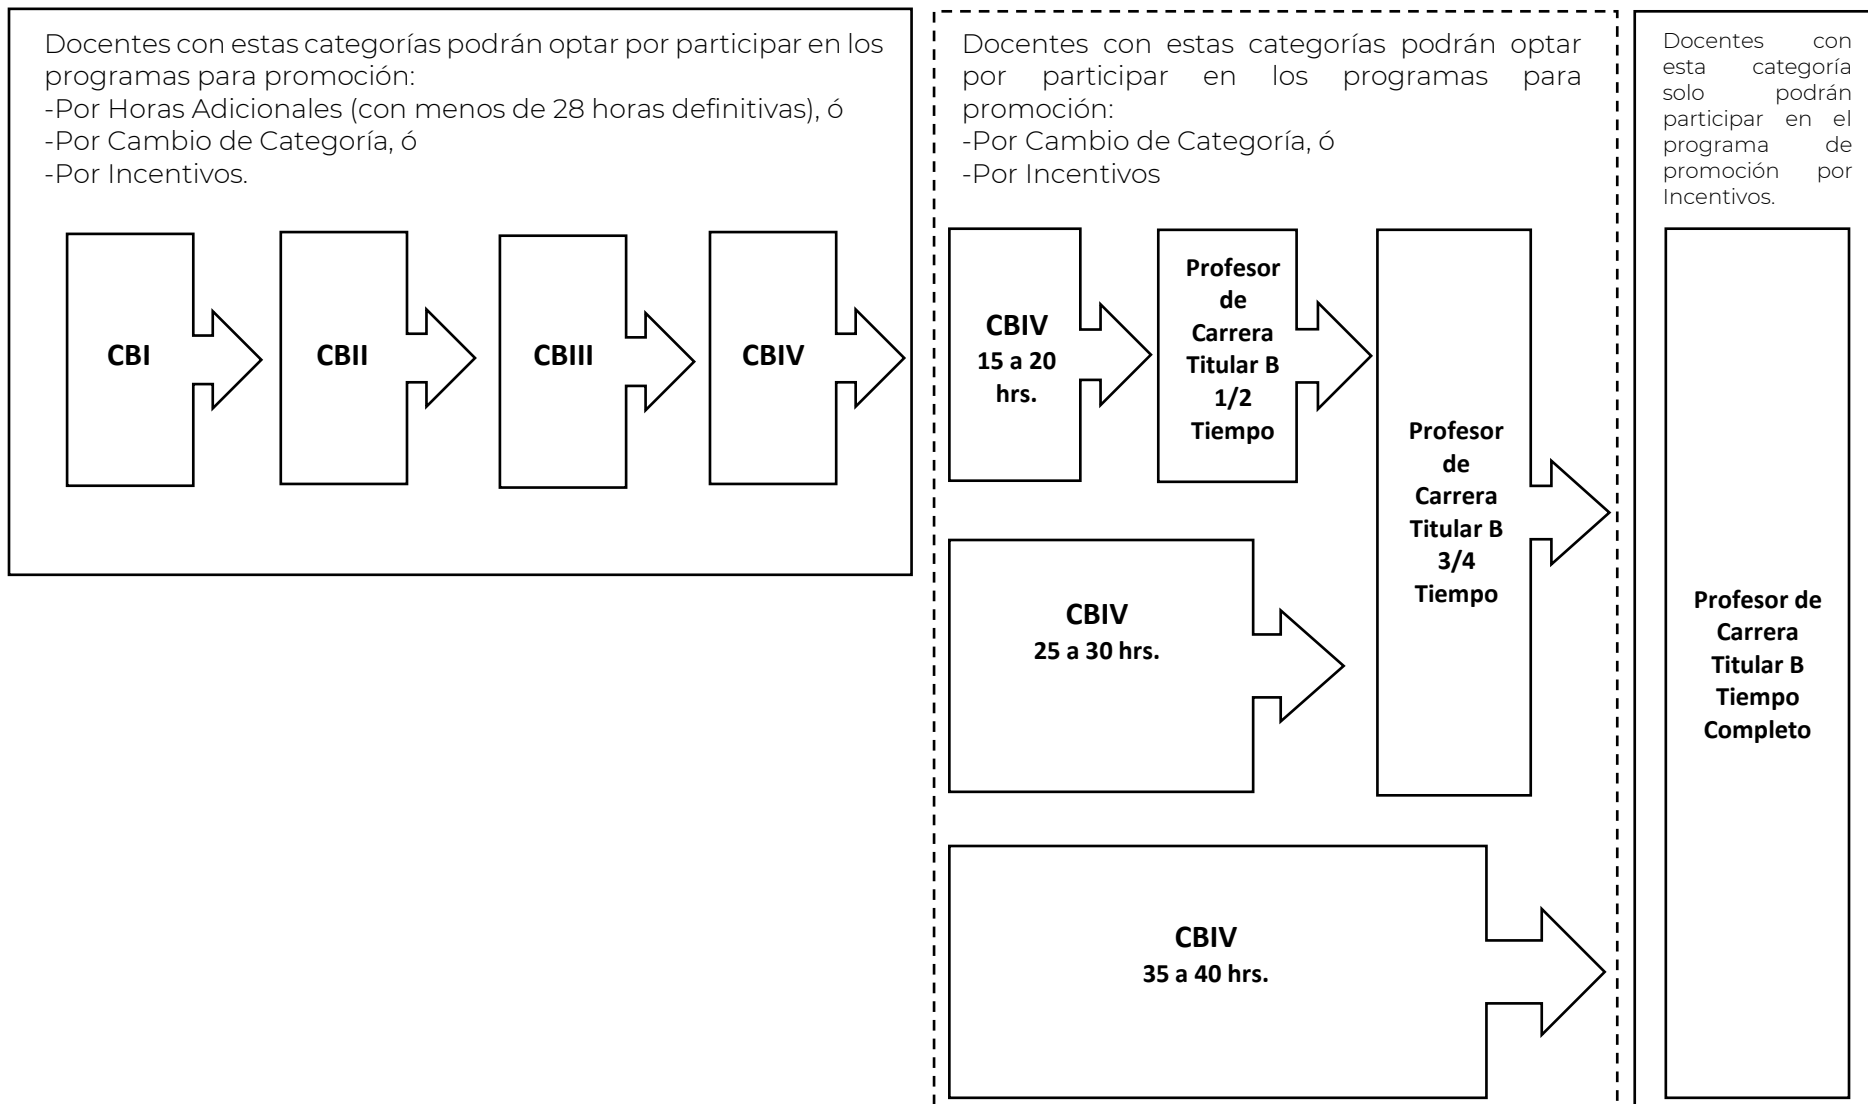 Docentes con estas categorías podrán optar por participar en los
programas para promoción:
-Por Horas Adicionales (con menos de 28 horas definitivas), ó
-Por Cambio de Categoría, ó
-Por Incentivos.
CBI
CBII
CBIII
CBIV
Docentes con estas categorías podrán optar
por participar en los programas para
promoción:
-Por Cambio de Categoría, ó
-Por Incentivos
CBIV
15 a 20
hrs.
Profesor
de
Carrera
Titular B
1/2
Tiempo
Profesor
de
Carrera
Titular B
3/4
Tiempo
CBIV
25 a 30 hrs.
CBIV
35 a 40 hrs.
Docentes con
esta categoría
solo podrán
participar en el
programa de
promoción por
Incentivos.
Profesor de
Carrera
Titular B
Tiempo
Completo